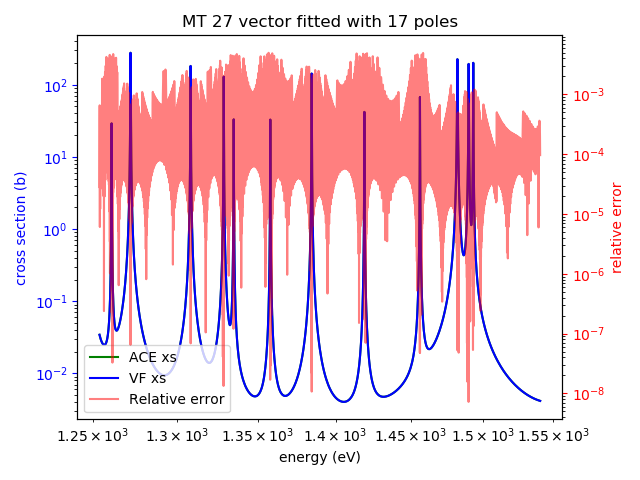 MT 27 vector fitted with 17 poles
10²
10¹
10⁰
10⁻¹
10⁻²
cross section (b)
10⁻³
10⁻⁴
10⁻⁵
10⁻⁶
10⁻⁷
10⁻⁸
relative error
ACE xs
VF xs
Relative error
1.25 × 10³ 1.3 × 10³ 1.35 × 10³ 1.4 × 10³ 1.45 × 10³ 1.5 × 10³ 1.55 × 10³
energy (eV)